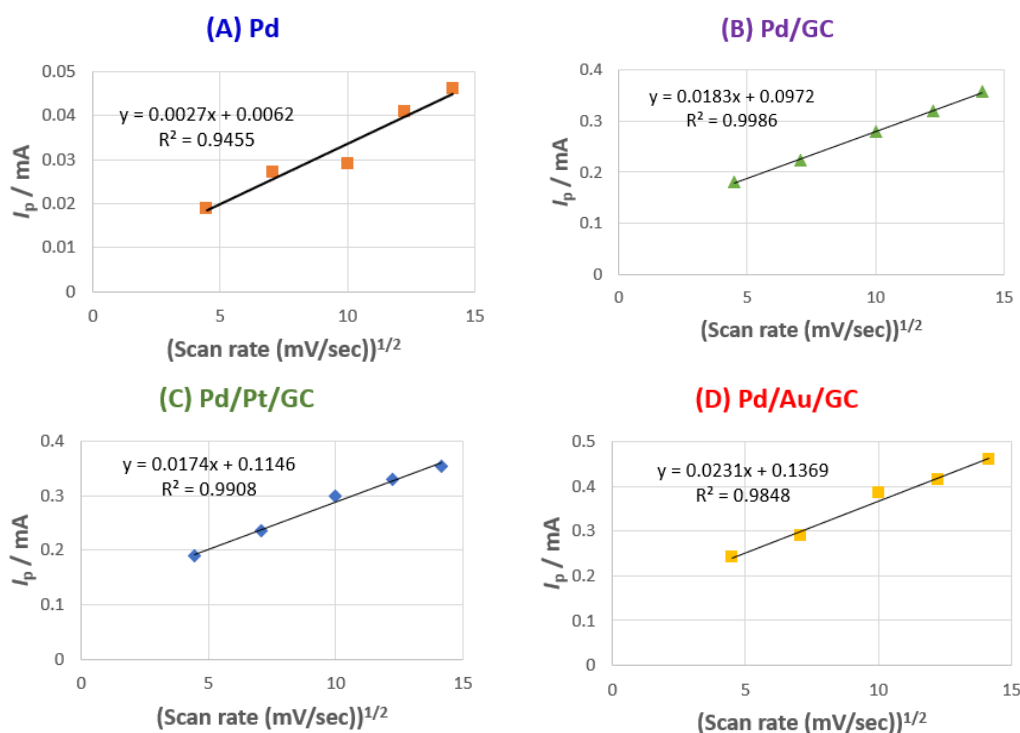 (A) Pd
0.05
0.04
0.03
0.02
0.01
0
y = 0.0027x + 0.0062
R² = 0.9455
Ip / mA
0 5 10 15
(Scan rate (mV/sec))1/2
(B) Pd/GC
0.4
0.3
0.2
0.1
0
y = 0.0183x + 0.0972
R² = 0.9986
Ip / mA
0 5 10 15
(Scan rate (mV/sec))1/2
(C) Pd/Pt/GC
0.4
0.3
0.2
0.1
0
y = 0.0174x + 0.1146
R² = 0.9908
Ip / mA
0 5 10 15
(Scan rate (mV/sec))1/2
(D) Pd/Au/GC
0.5
0.4
0.3
0.2
0.1
0
y = 0.0231x + 0.1369
R² = 0.9848
Ip / mA
0 5 10 15
(Scan rate (mV/sec))1/2